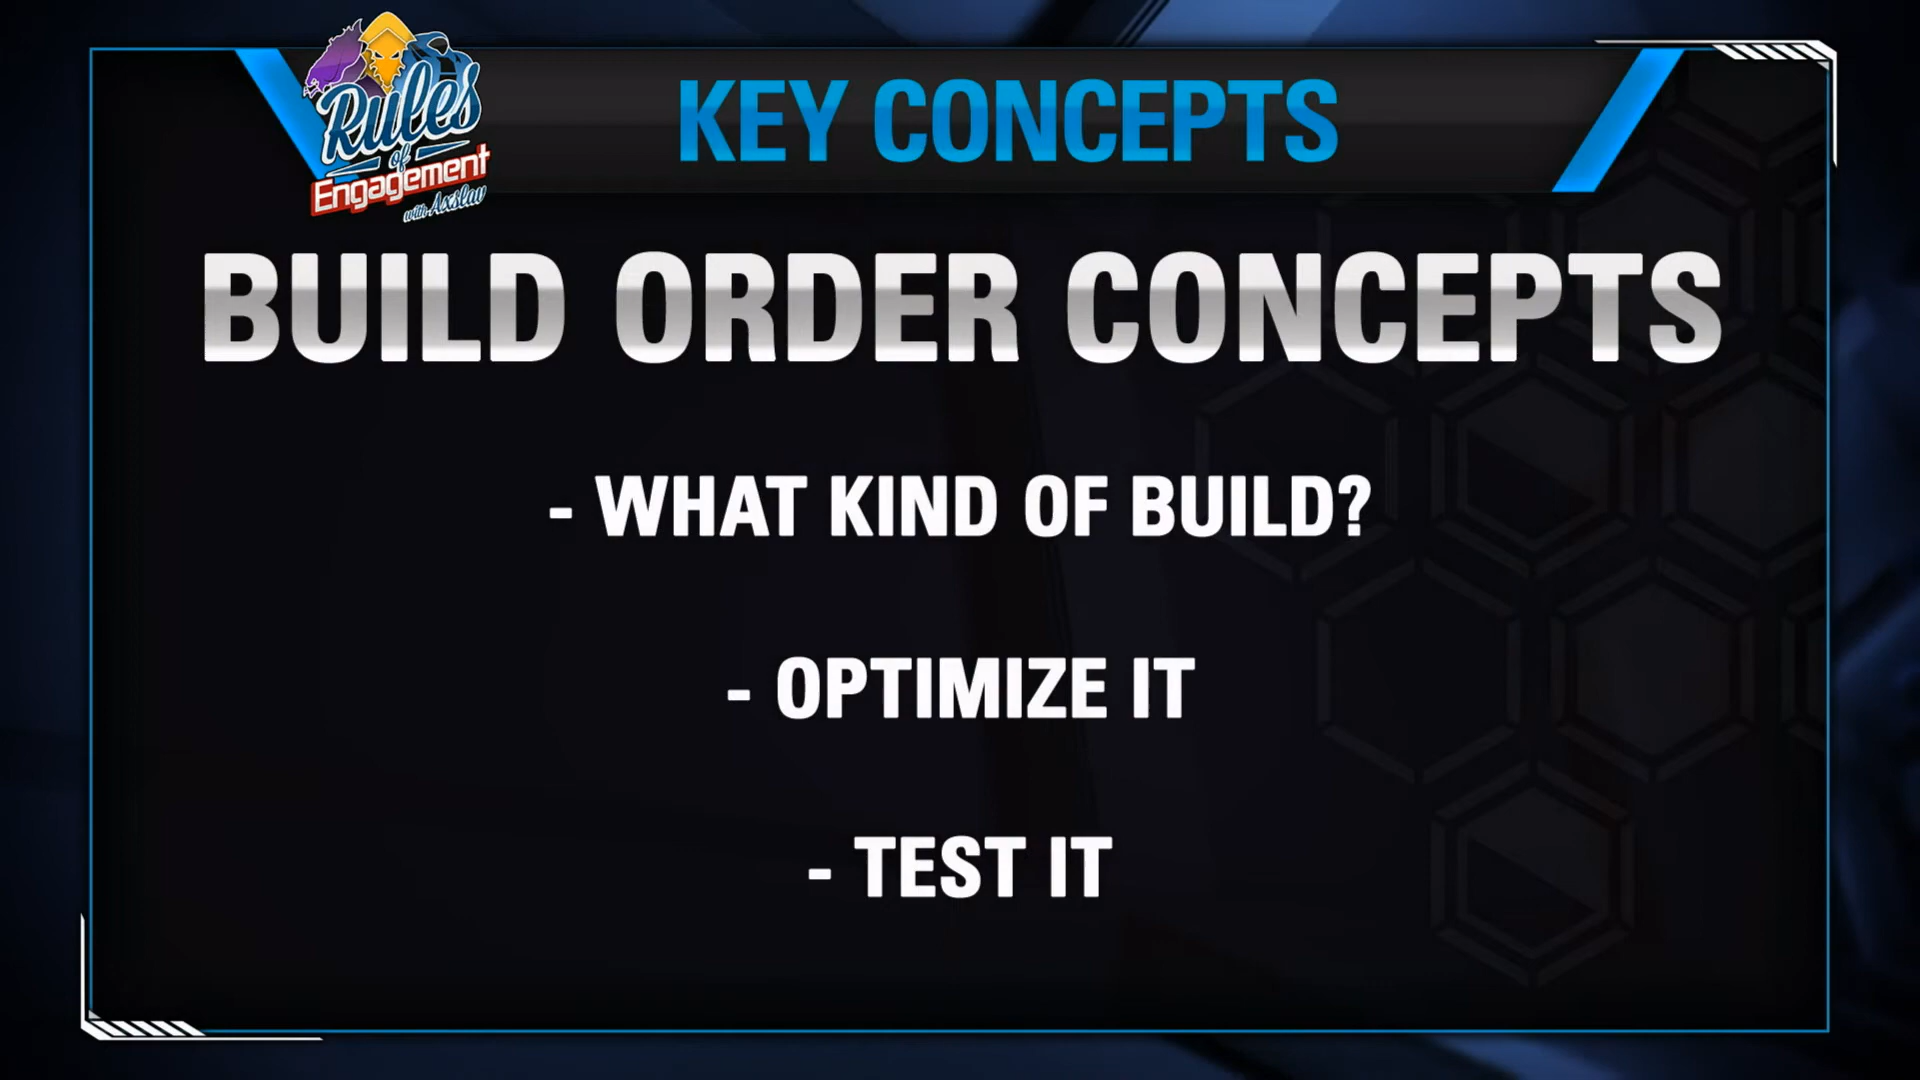 Rules
of
Engagement
with Axslav
KEY CONCEPTS
BUILD ORDER CONCEPTS
- WHAT KIND OF BUILD?
- OPTIMIZE IT
- TEST IT